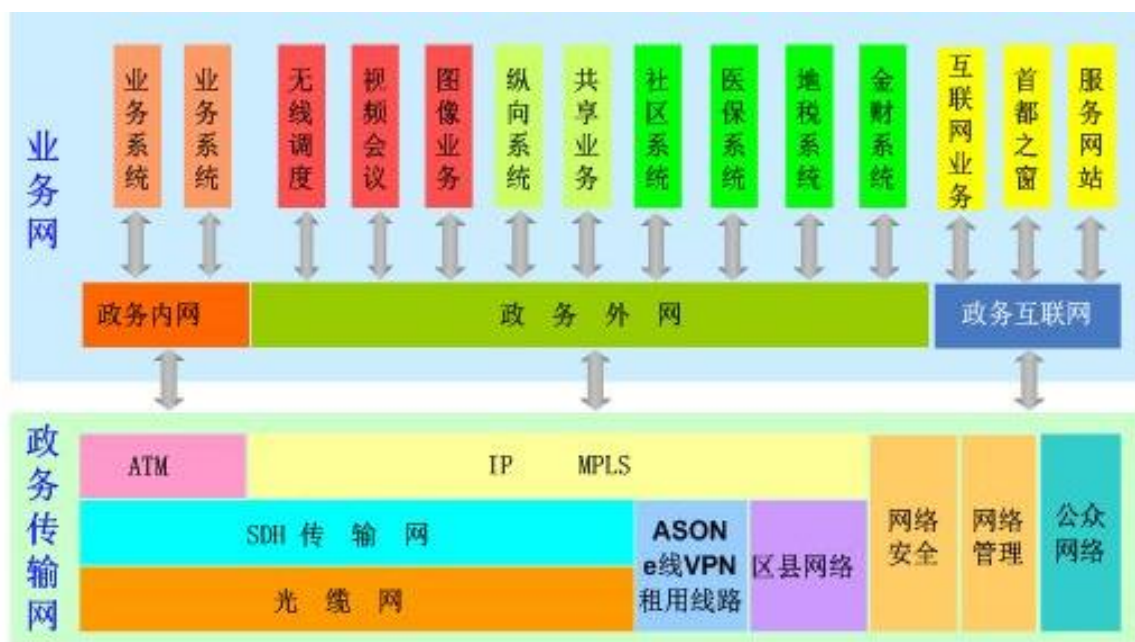 业务网
业务系统
业务系统
无线调度
视频会议
图像业务
纵向系统
共享业务
社区系统
医保系统
地税系统
金财系统
互联网业务
首都之窗
服务网站
政务内网
政务外网
政务互联网
政务传输网
ATM
IP MPLS
SDH传输网
光缆网
ASON
e线VPN
租用线路
区县网络
网络
安全
网络
管理
公众
网络